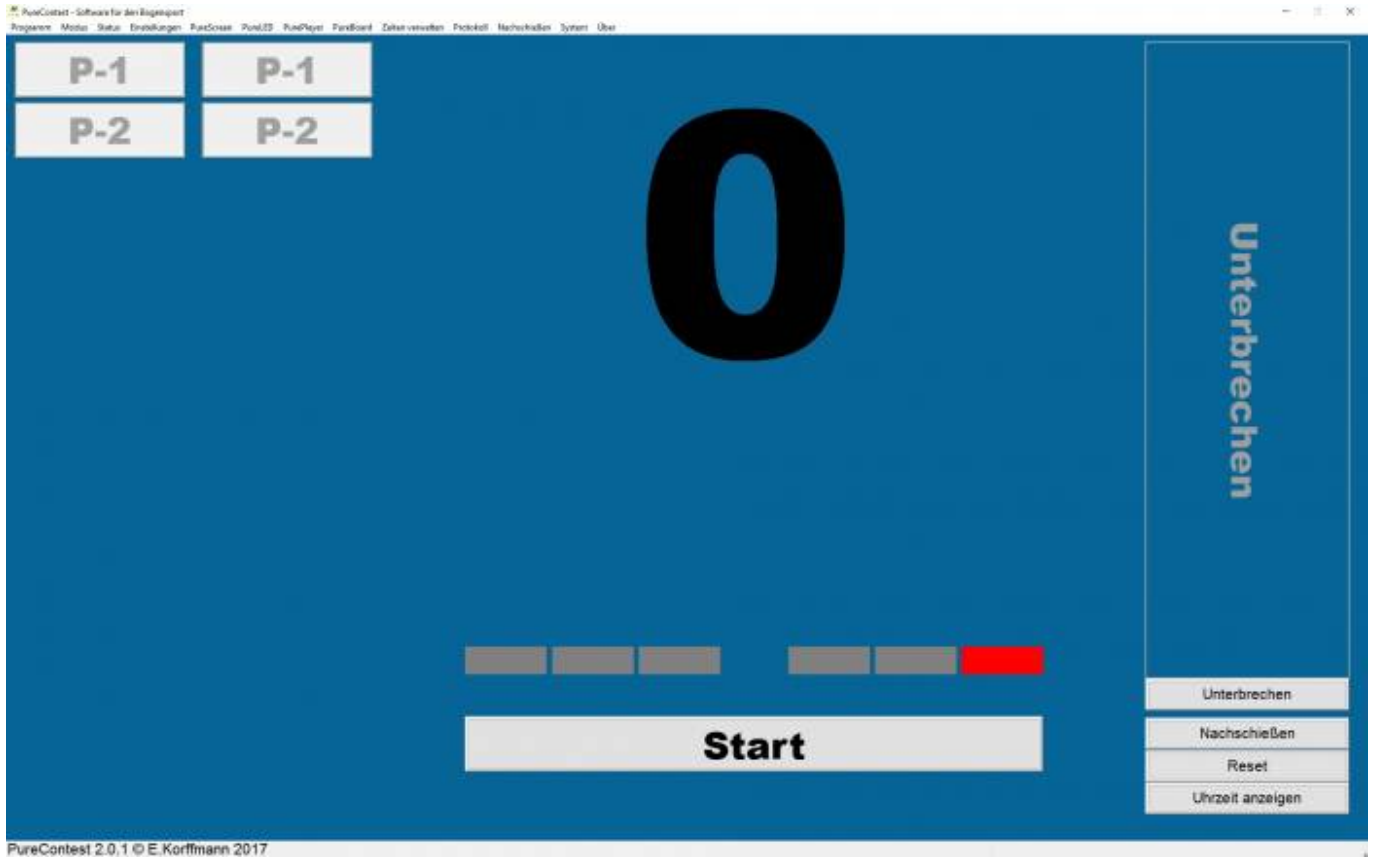 PureContest - Software für den Bogensport
Programm Modus Status Einstellungen PureScreen PureLED PurePlayer PureBoard Zeiten verwalten Protokoll Nachschießen System Über
P-1 P-1
P-2 P-2
0
Unterbrechen
Unterbrechen
Start
Nachschießen
Reset
Uhrzeit anzeigen
PureContest 2.0.1 © E.Korffmann 2017